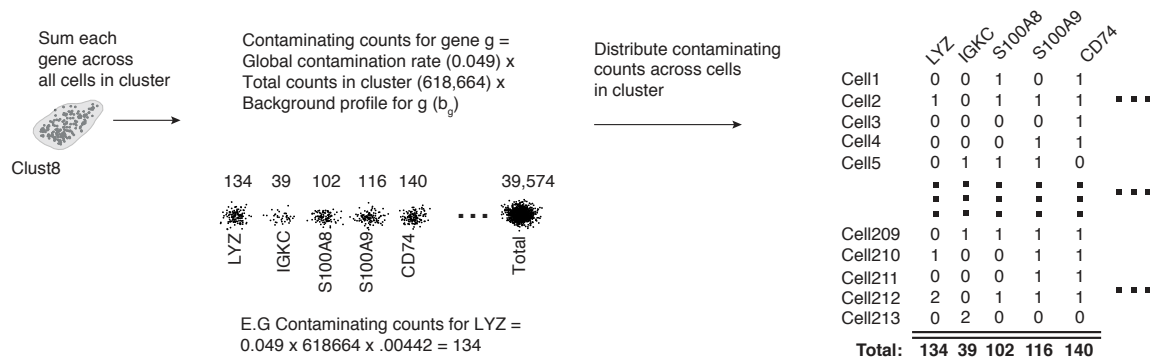 Sum each
gene across
all cells in cluster
Clust8
Contaminating counts for gene g =
Global contamination rate (0.049) x
Total counts in cluster (618,664) x
Background profile for g (bg)
134 39 102 116 140 39,574
LYZ IGKC S100A8 S100A9 CD74 Total
E.G Contaminating counts for LYZ =
0.049 x 618664 x .00442 = 134
Distribute contaminating
counts across cells
in cluster
LYZ IGKC S100A8 S100A9 CD74
Cell1 0 0 1 0 1
Cell2 1 0 1 1 1
Cell3 0 0 0 0 1
Cell4 0 0 0 1 1
Cell5 0 1 1 1 0
Cell209 0 1 1 1 1
Cell210 1 0 0 1 1
Cell211 0 0 0 1 1
Cell212 2 0 1 1 1
Cell213 0 2 0 0 0
Total: 134 39 102 116 140